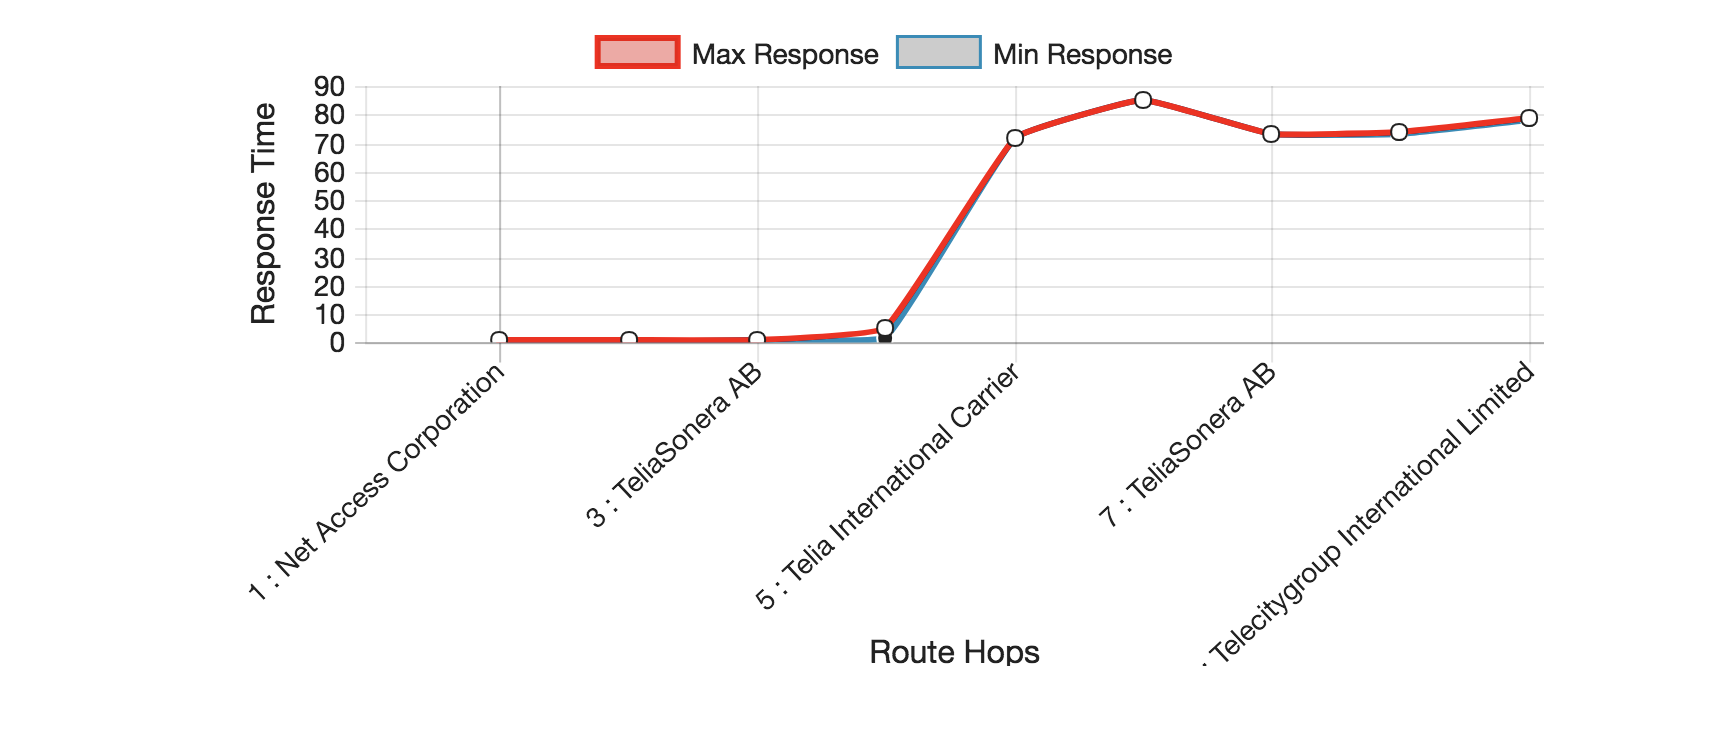 Max Response
Min Response
Response Time
90
80
70
60
50
40
30
20
10
0
1 : Net Access Corporation
3 : TeliaSonera AB
5 : Telia International Carrier
7 : TeliaSonera AB
: Telecitygroup International Limited
Route Hops